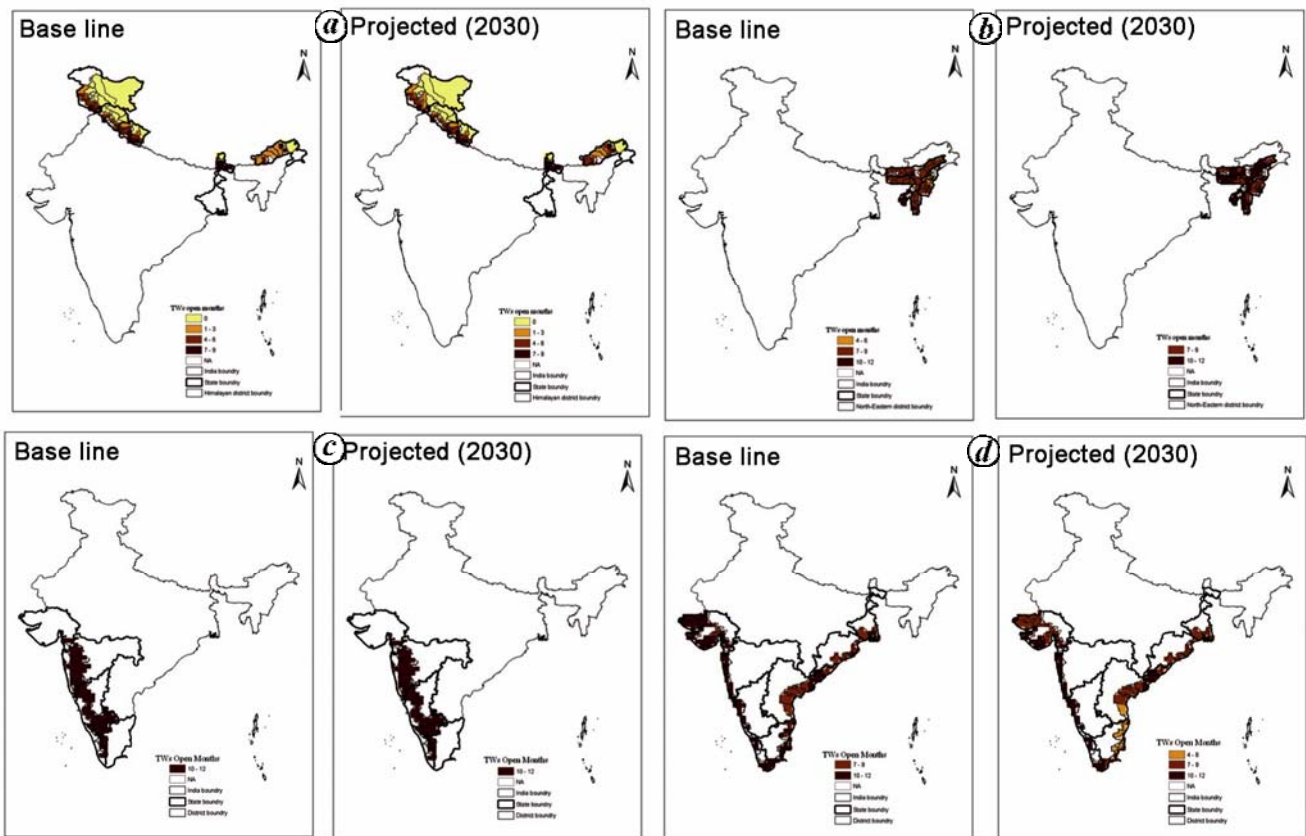 Base line
a
Projected (2030)
N
N
TWs open months
0
1 - 3
4 - 6
7 - 9
NA
India boundry
State boundry
Himalayan district boundry
TWs open months
0
1 - 3
4 - 6
7 - 9
NA
India boundry
State boundry
Himalayan district boundry
Base line
b
Projected (2030)
N
N
TWs open months
4 - 6
7 - 9
10 - 12
NA
India boundry
State boundry
North-Eastern district boundry
TWs open months
7 - 9
10 - 12
NA
India boundry
State boundry
North-Eastern district boundry
Base line
c
Projected (2030)
N
N
TWs Open Months
10 - 12
NA
India boundry
State boundry
District boundry
TWs Open Months
10 - 12
NA
India boundry
State boundry
District boundry
Base line
d
Projected (2030)
N
N
TWs Open Months
7 - 9
10 - 12
NA
India boundry
State boundry
District boundry
TWs Open Months
4 - 6
7 - 9
10 - 12
NA
India boundry
State boundry
District boundry